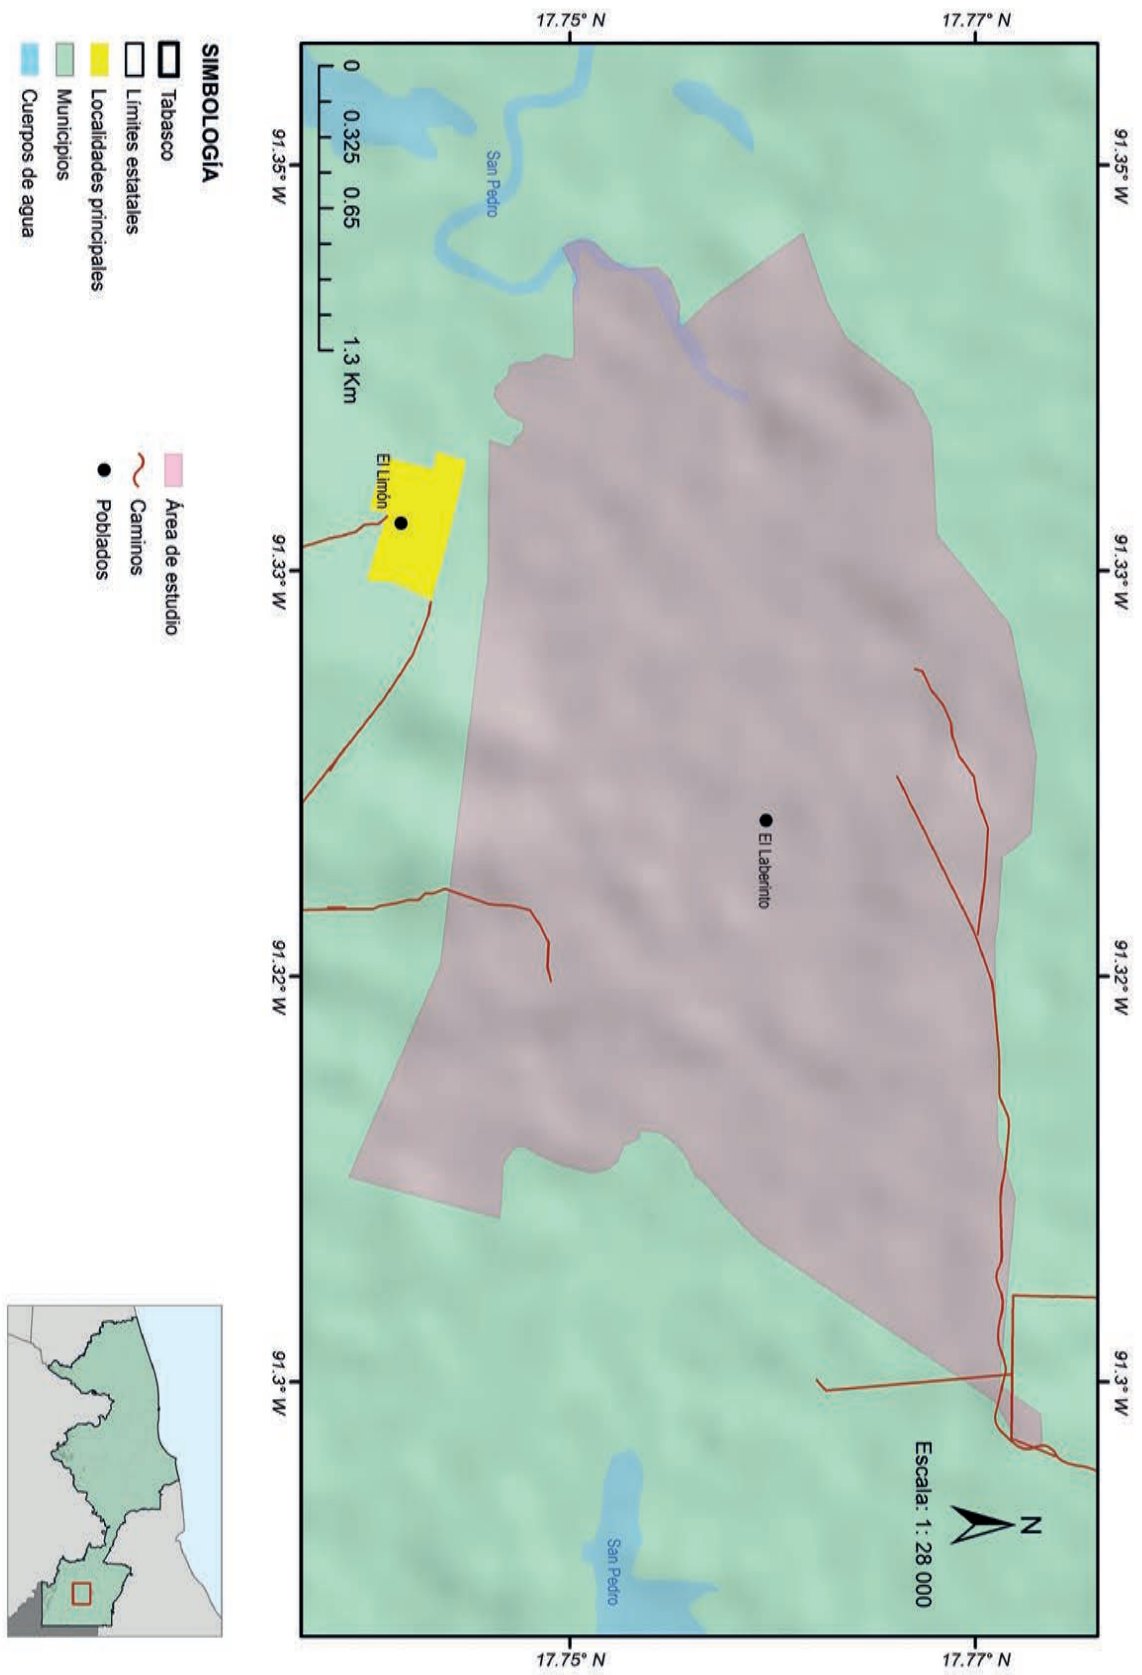 91.35° W
91.33° W
91.32° W
91.3° W
17.77° N
17.77° N
N
Escala: 1: 28 000
El Laberinto
17.75° N
17.75° N
San Pedro
San Pedro
El Limón
0 0.325 0.65 1.3 Km
91.35° W
91.33° W
91.32° W
91.3° W
SIMBOLOGÍA
Tabasco
Límites estatales
Localidades principales
Municipios
Cuerpos de agua
Área de estudio
Caminos
Poblados